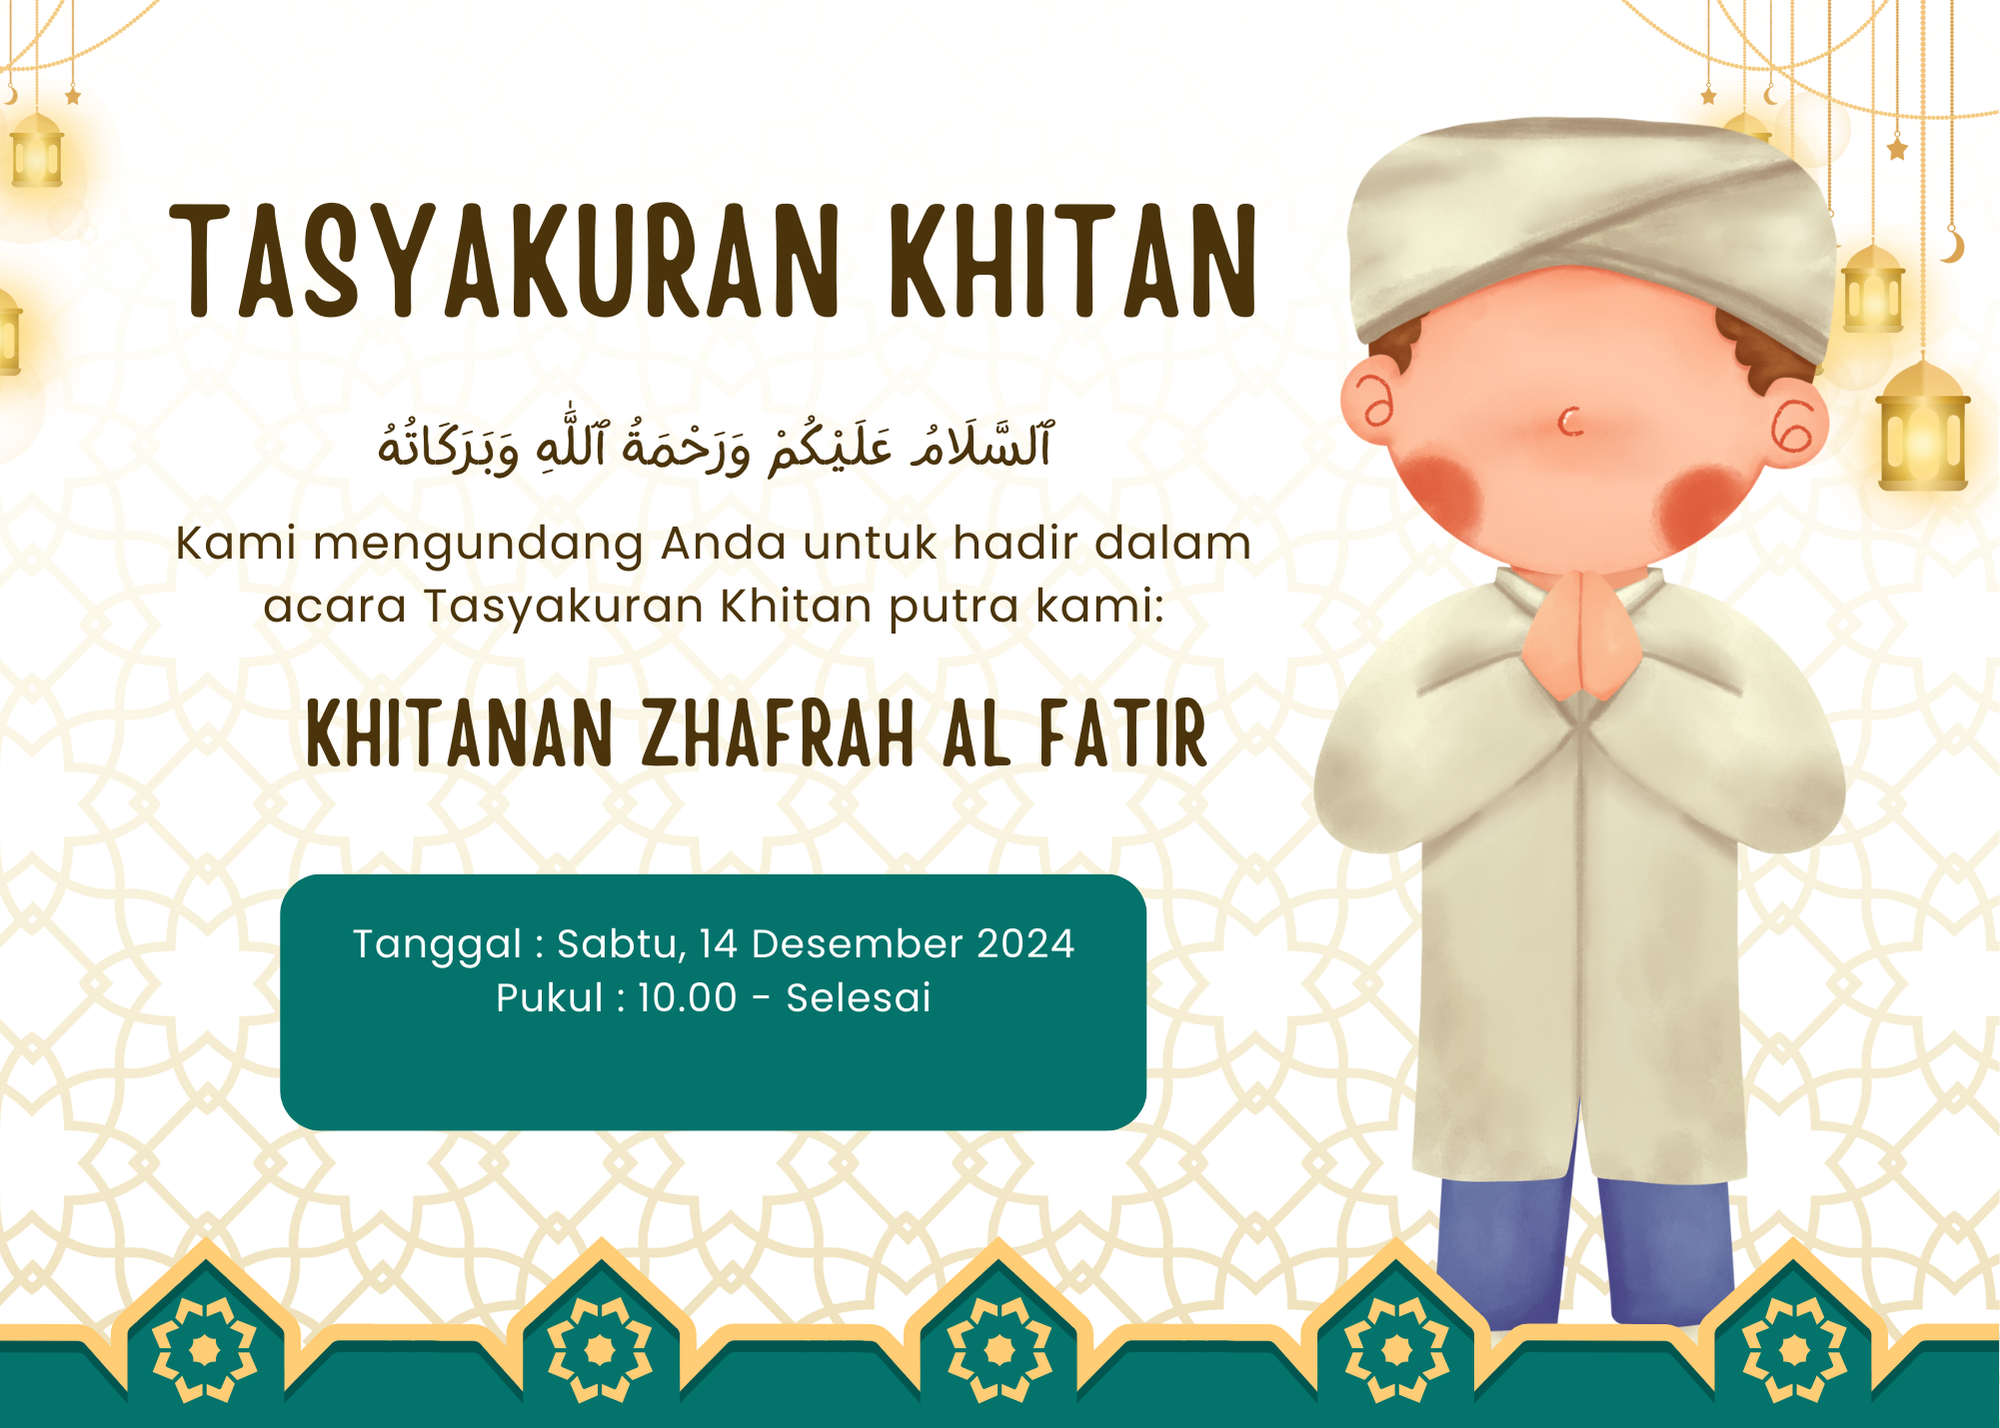 TASYAKURAN KHITAN
ٱلسَّلَامُ عَلَيْكُمْ وَرَحْمَةُ ٱللَّٰهِ وَبَرَكَاتُهُ
Kami mengundang Anda untuk hadir dalam
acara Tasyakuran Khitan putra kami:
KHITANAN ZHAFRAH AL FATIR
Tanggal : Sabtu, 14 Desember 2024
Pukul : 10.00 - Selesai